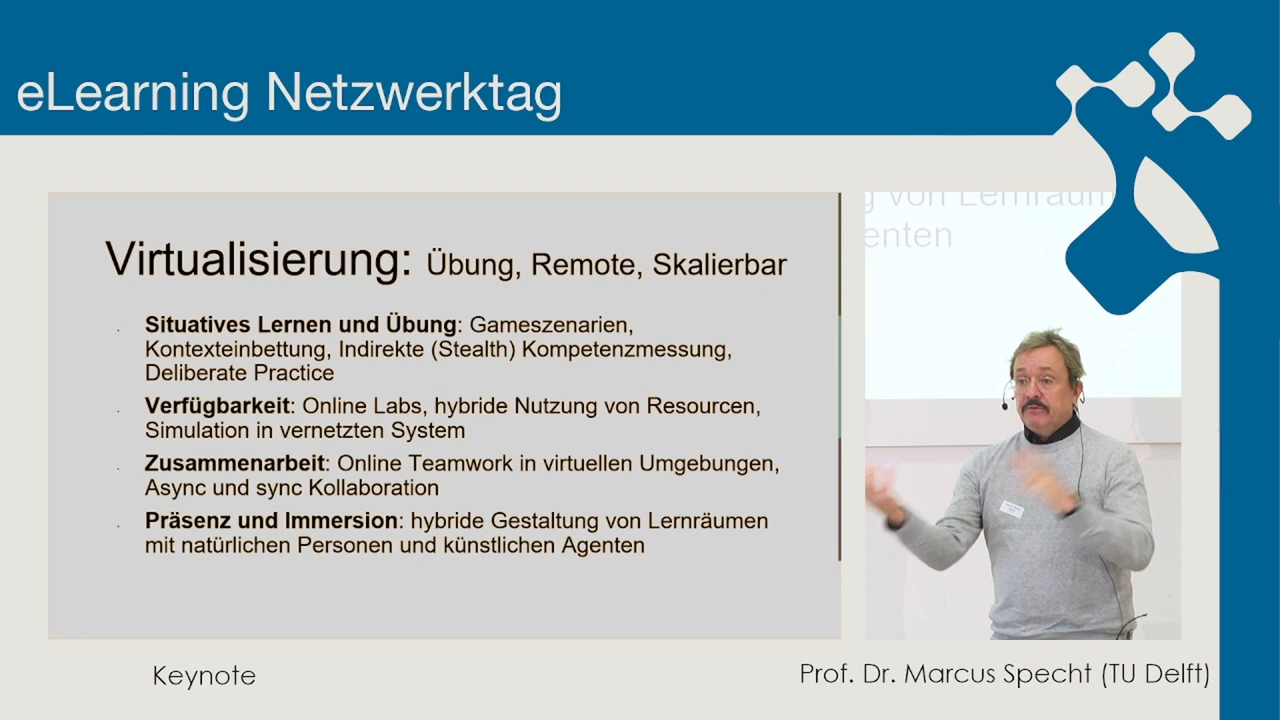 eLearning Netzwerktag
Virtualisierung: Übung, Remote, Skalierbar
Situatives Lernen und Übung: Gameszenarien,
Kontexteinbettung, Indirekte (Stealth) Kompetenzmessung,
Deliberate Practice
Verfügbarkeit: Online Labs, hybride Nutzung von Resourcen,
Simulation in vernetzten System
Zusammenarbeit: Online Teamwork in virtuellen Umgebungen,
Async und sync Kollaboration
Präsenz und Immersion: hybride Gestaltung von Lernräumen
mit natürlichen Personen und künstlichen Agenten
g von Lernräum
enten
Keynote
Prof. Dr. Marcus Specht (TU Delft)